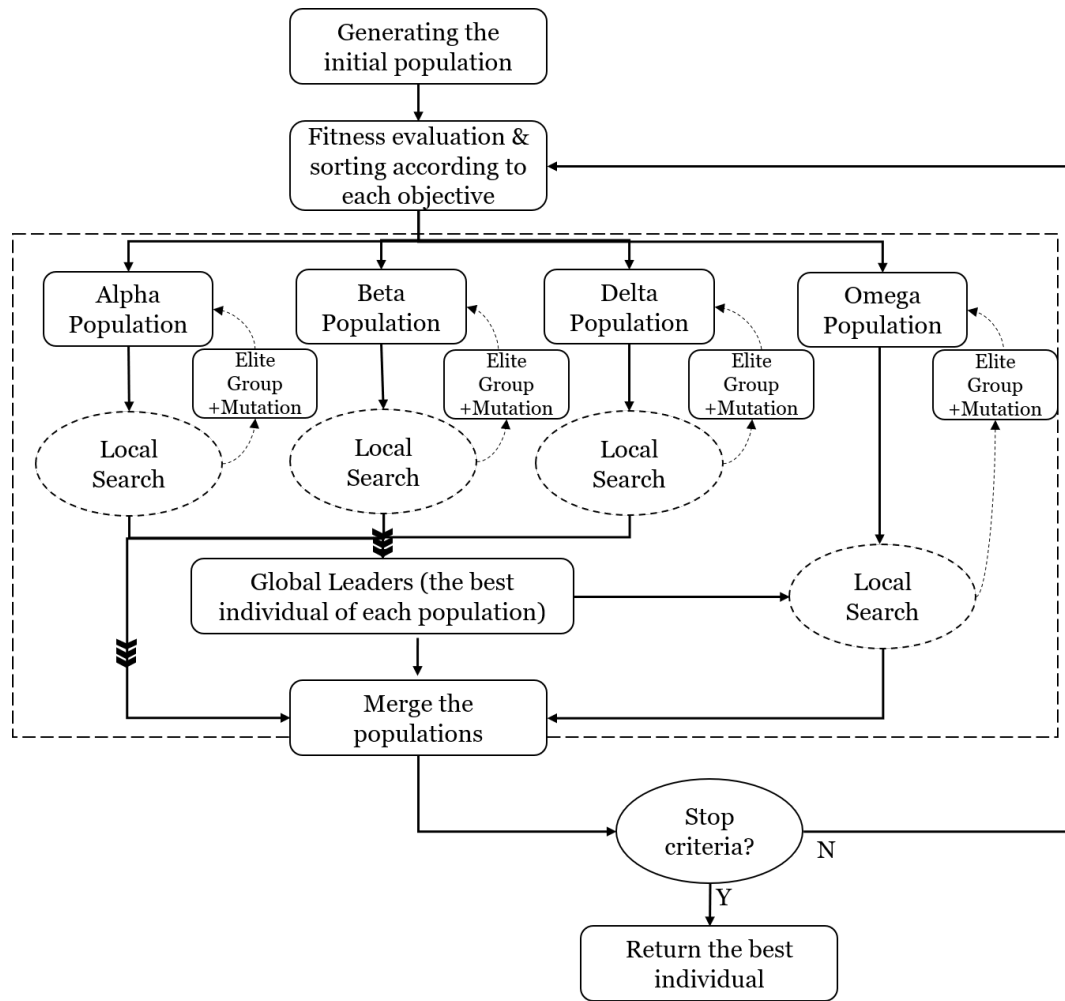 Generating the
initial population
Fitness evaluation &
sorting according to
each objective
Alpha
Population
Beta
Population
Delta
Population
Omega
Population
Elite
Group
+Mutation
Elite
Group
+Mutation
Elite
Group
+Mutation
Elite
Group
+Mutation
Local
Search
Local
Search
Local
Search
Global Leaders (the best
individual of each population)
Local
Search
Merge the
populations
Stop
criteria?
N
Y
Return the best
individual